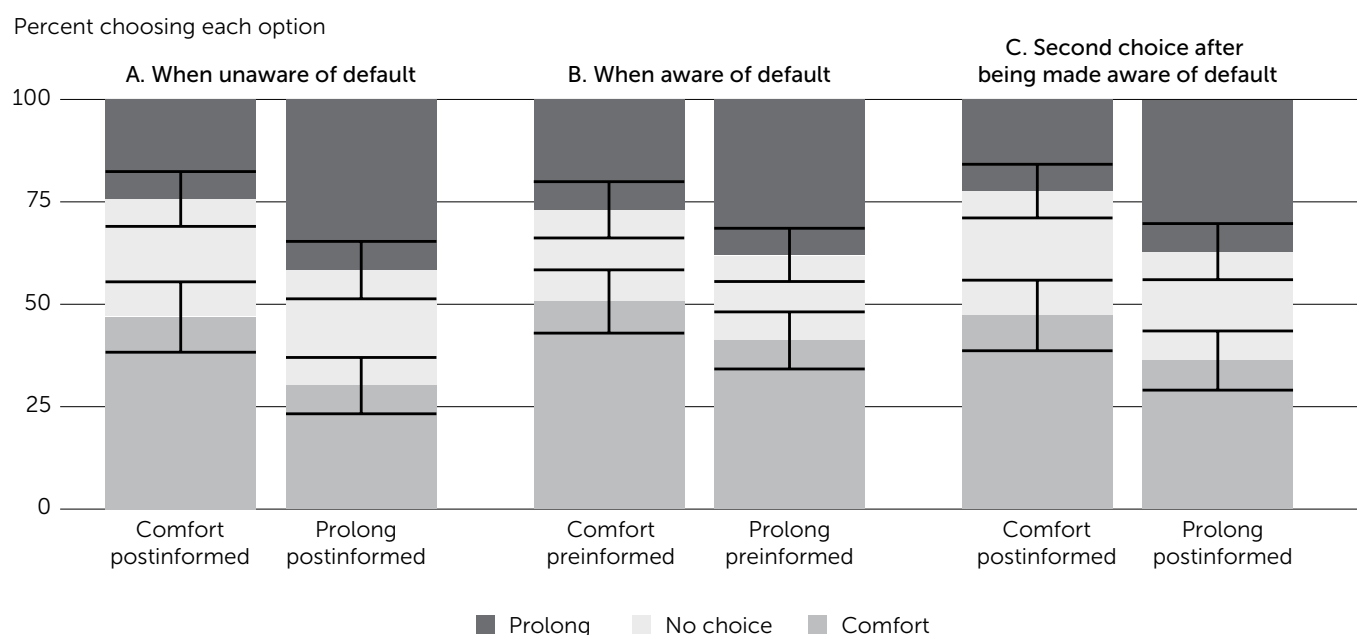 Percent choosing each option
A. When unaware of default
B. When aware of default
C. Second choice after
being made aware of default
100
75
50
25
0
Comfort
postinformed
Prolong
postinformed
Comfort
preinformed
Prolong
preinformed
Comfort
postinformed
Prolong
postinformed
Prolong
No choice
Comfort